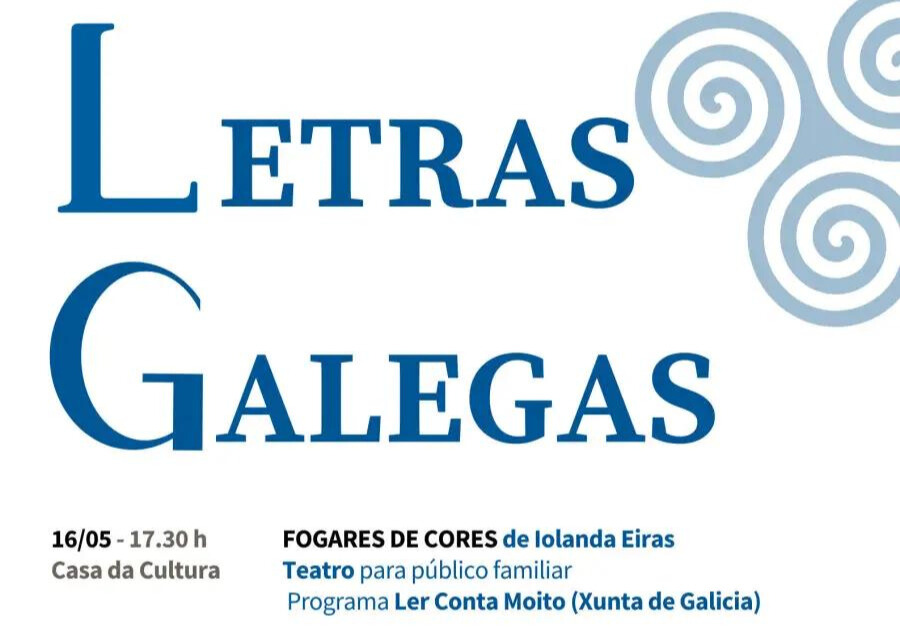 LETRAS
GALEGAS
16/05 - 17.30 h
Casa da Cultura
FOGARES DE CORES de Iolanda Eiras
Teatro para público familiar
Programa Ler Conta Moito (Xunta de Galicia)